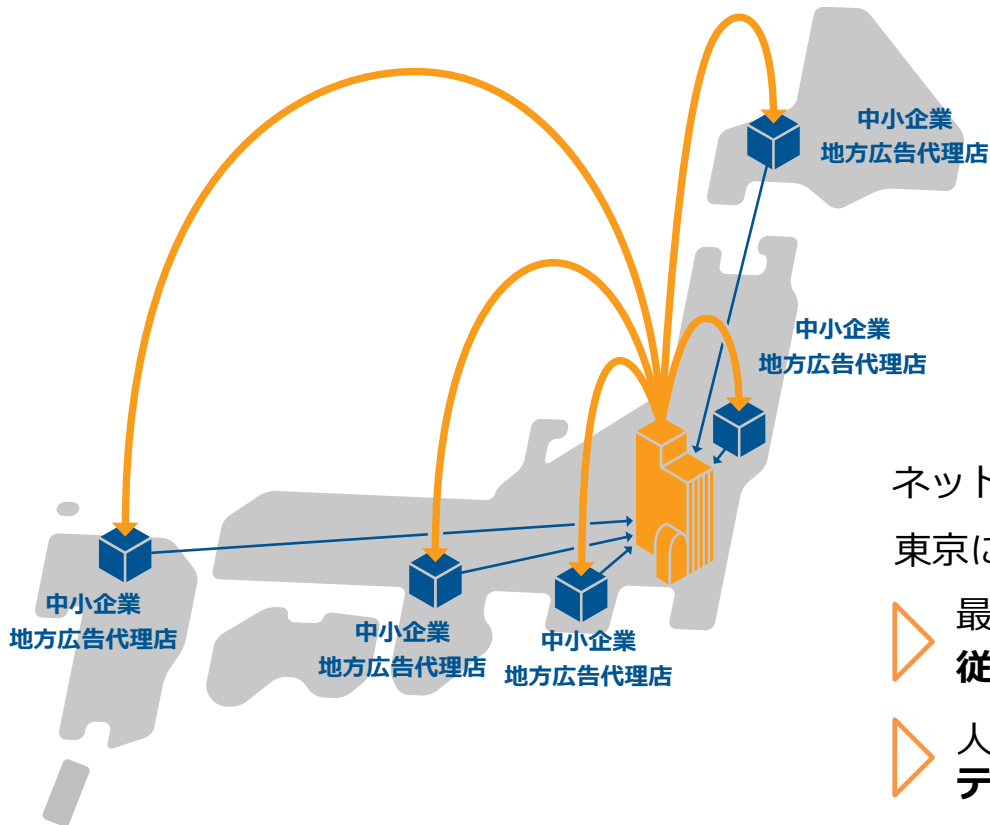 中小企業
地方広告代理店
中小企業
地方広告代理店
中小企業
地方広告代理店
中小企業
地方広告代理店
中小企業
地方広告代理店
ネット
東京に
最
従
人
テ